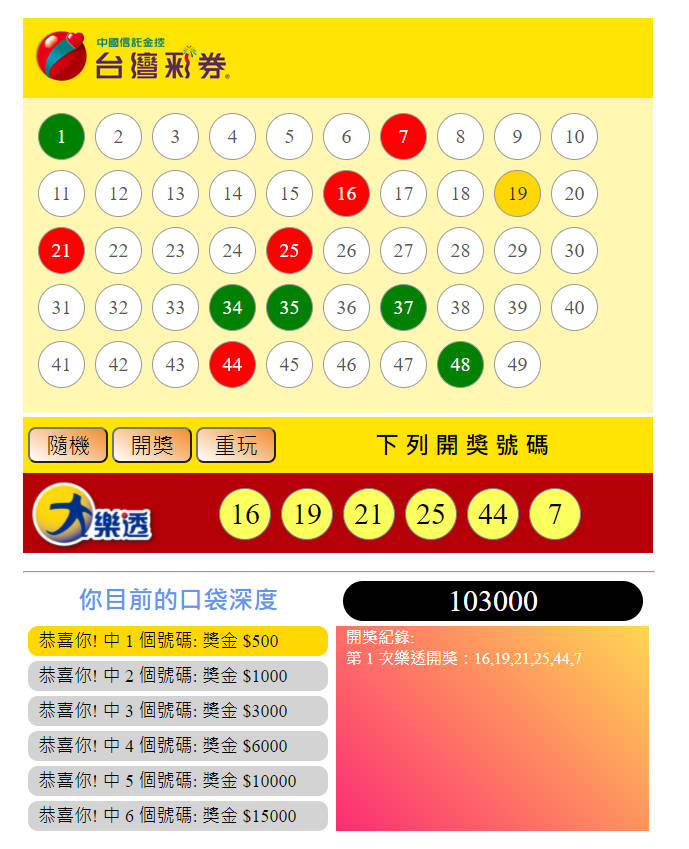 中國信託金控
台灣彩券®
1 2 3 4 5 6 7 8 9 10
11 12 13 14 15 16 17 18 19 20
21 22 23 24 25 26 27 28 29 30
31 32 33 34 35 36 37 38 39 40
41 42 43 44 45 46 47 48 49
隨機 開獎 重玩 下列開獎號碼
大樂透 16 19 21 25 44 7
你目前的口袋深度 103000
恭喜你! 中 1 個號碼: 獎金 $500
恭喜你! 中 2 個號碼: 獎金 $1000
恭喜你! 中 3 個號碼: 獎金 $3000
恭喜你! 中 4 個號碼: 獎金 $6000
恭喜你! 中 5 個號碼: 獎金 $10000
恭喜你! 中 6 個號碼: 獎金 $15000
開獎紀錄:
第 1 次樂透開獎：16,19,21,25,44,7